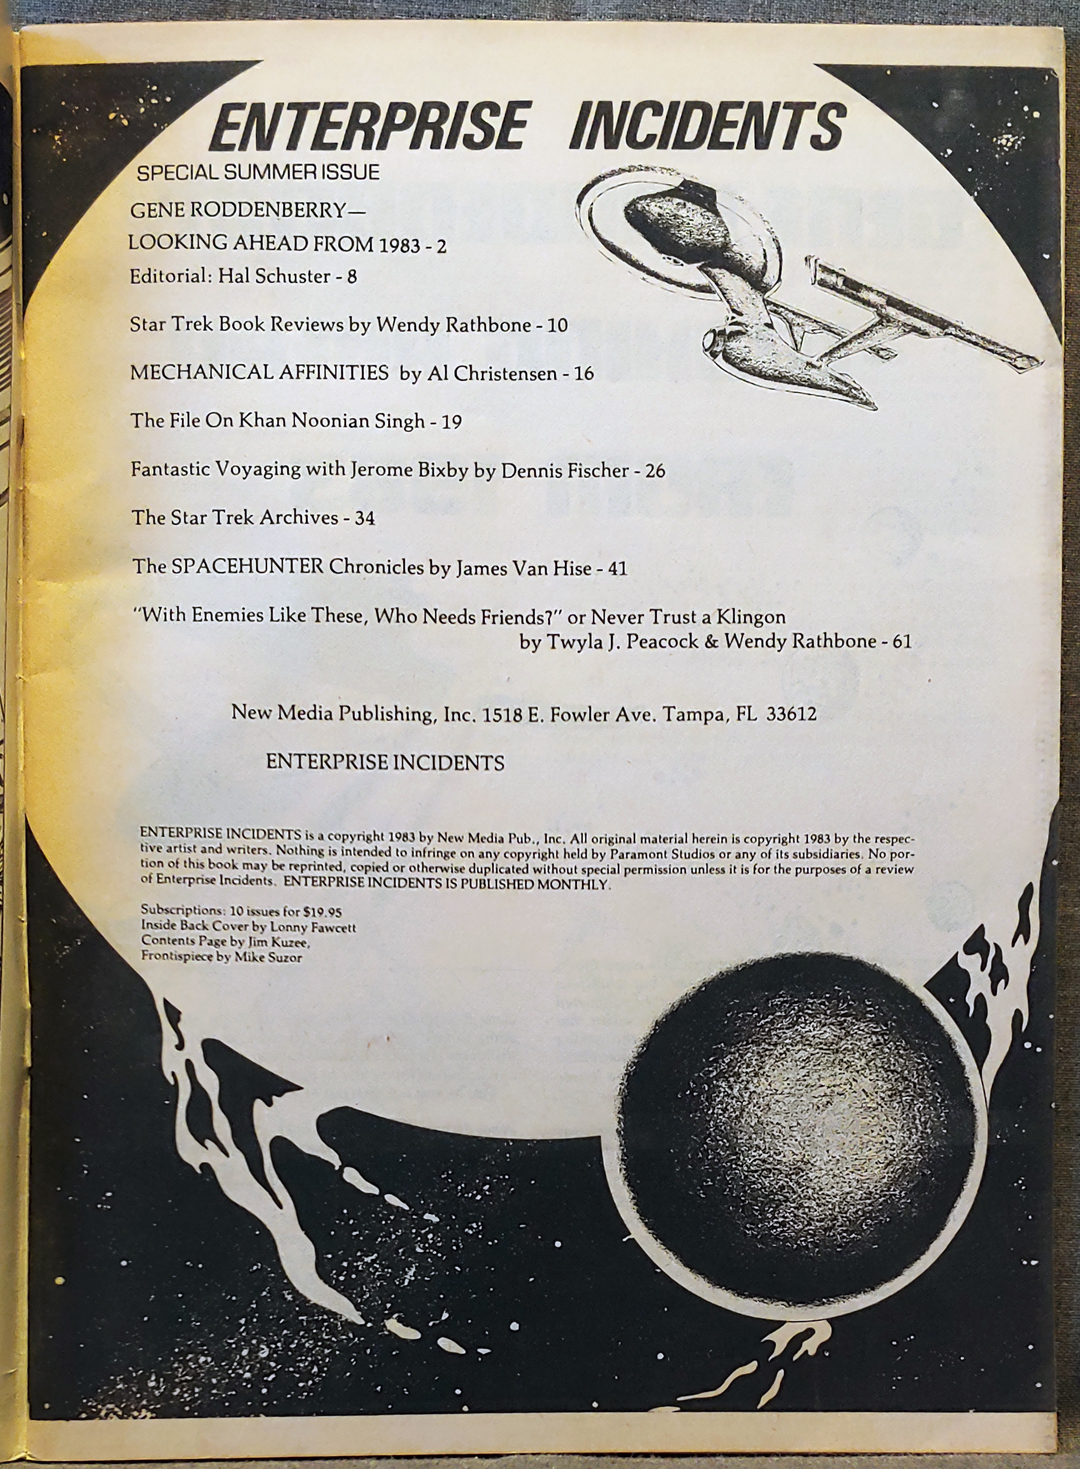 ENTERPRISE INCIDENTS
SPECIAL SUMMER ISSUE
GENE RODDENBERRY—
LOOKING AHEAD FROM 1983 - 2
Editorial: Hal Schuster - 8
Star Trek Book Reviews by Wendy Rathbone - 10
MECHANICAL AFFINITIES by Al Christensen - 16
The File On Khan Noonian Singh - 19
Fantastic Voyaging with Jerome Bixby by Dennis Fischer - 26
The Star Trek Archives - 34
The SPACEHUNTER Chronicles by James Van Hise - 41
"With Enemies Like These, Who Needs Friends?" or Never Trust a Klingon
by Twyla J. Peacock & Wendy Rathbone - 61
New Media Publishing, Inc. 1518 E. Fowler Ave. Tampa, FL 33612
ENTERPRISE INCIDENTS
ENTERPRISE INCIDENTS is a copyright 1983 by New Media Pub., Inc. All original material herein is copyright 1983 by the respec-
tive artist and writers. Nothing is intended to infringe on any copyright held by Paramont Studios or any of its subsidiaries. No por-
tion of this book may be reprinted, copied or otherwise duplicated without special permission unless it is for the purposes of a review
of Enterprise Incidents. ENTERPRISE INCIDENTS IS PUBLISHED MONTHLY.
Subscriptions: 10 issues for $19.95
Inside Back Cover by Lonny Fawcett
Contents Page by Jim Kuzee,
Frontispiece by Mike Suzor